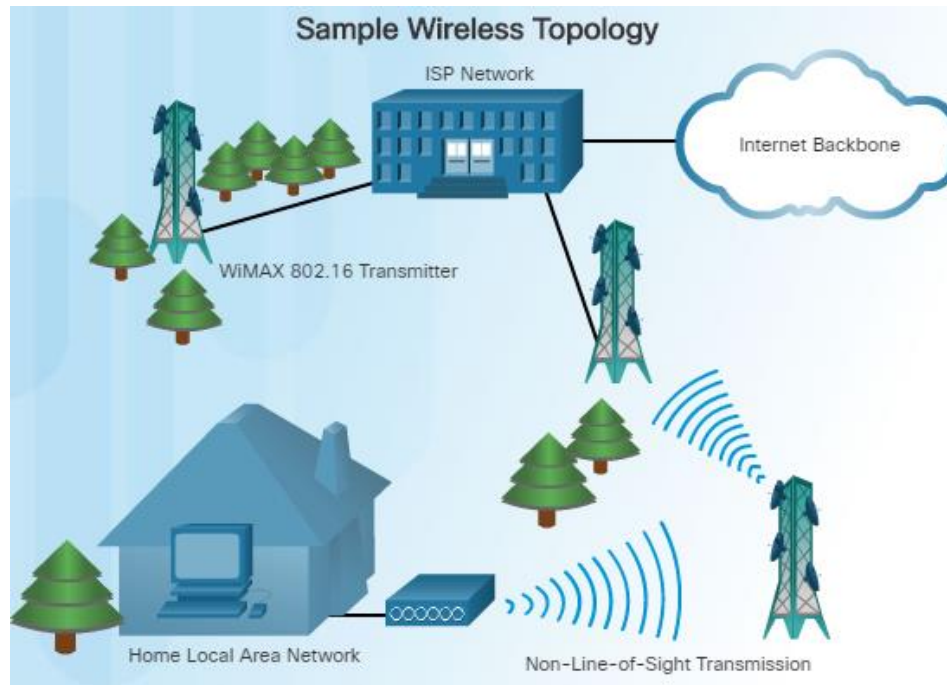 Sample Wireless Topology
ISP Network
Internet Backbone
WiMAX 802.16 Transmitter
Home Local Area Network
Non-Line-of-Sight Transmission